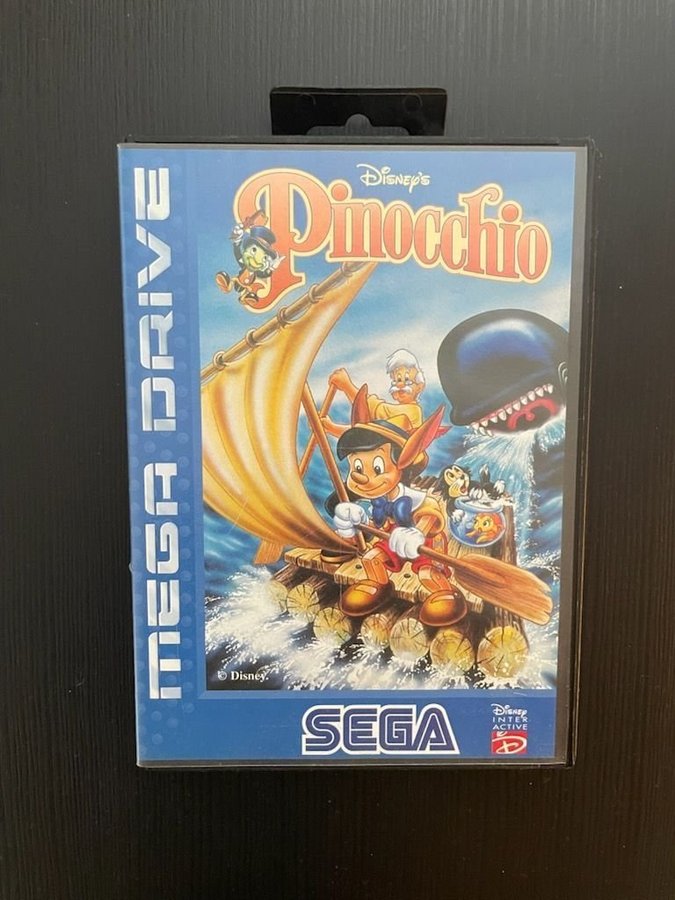 DISNEY'S
Pinocchio
MEGA DRIVE
© Disney.
SEGA
DISNEY
INTER
ACTIVE